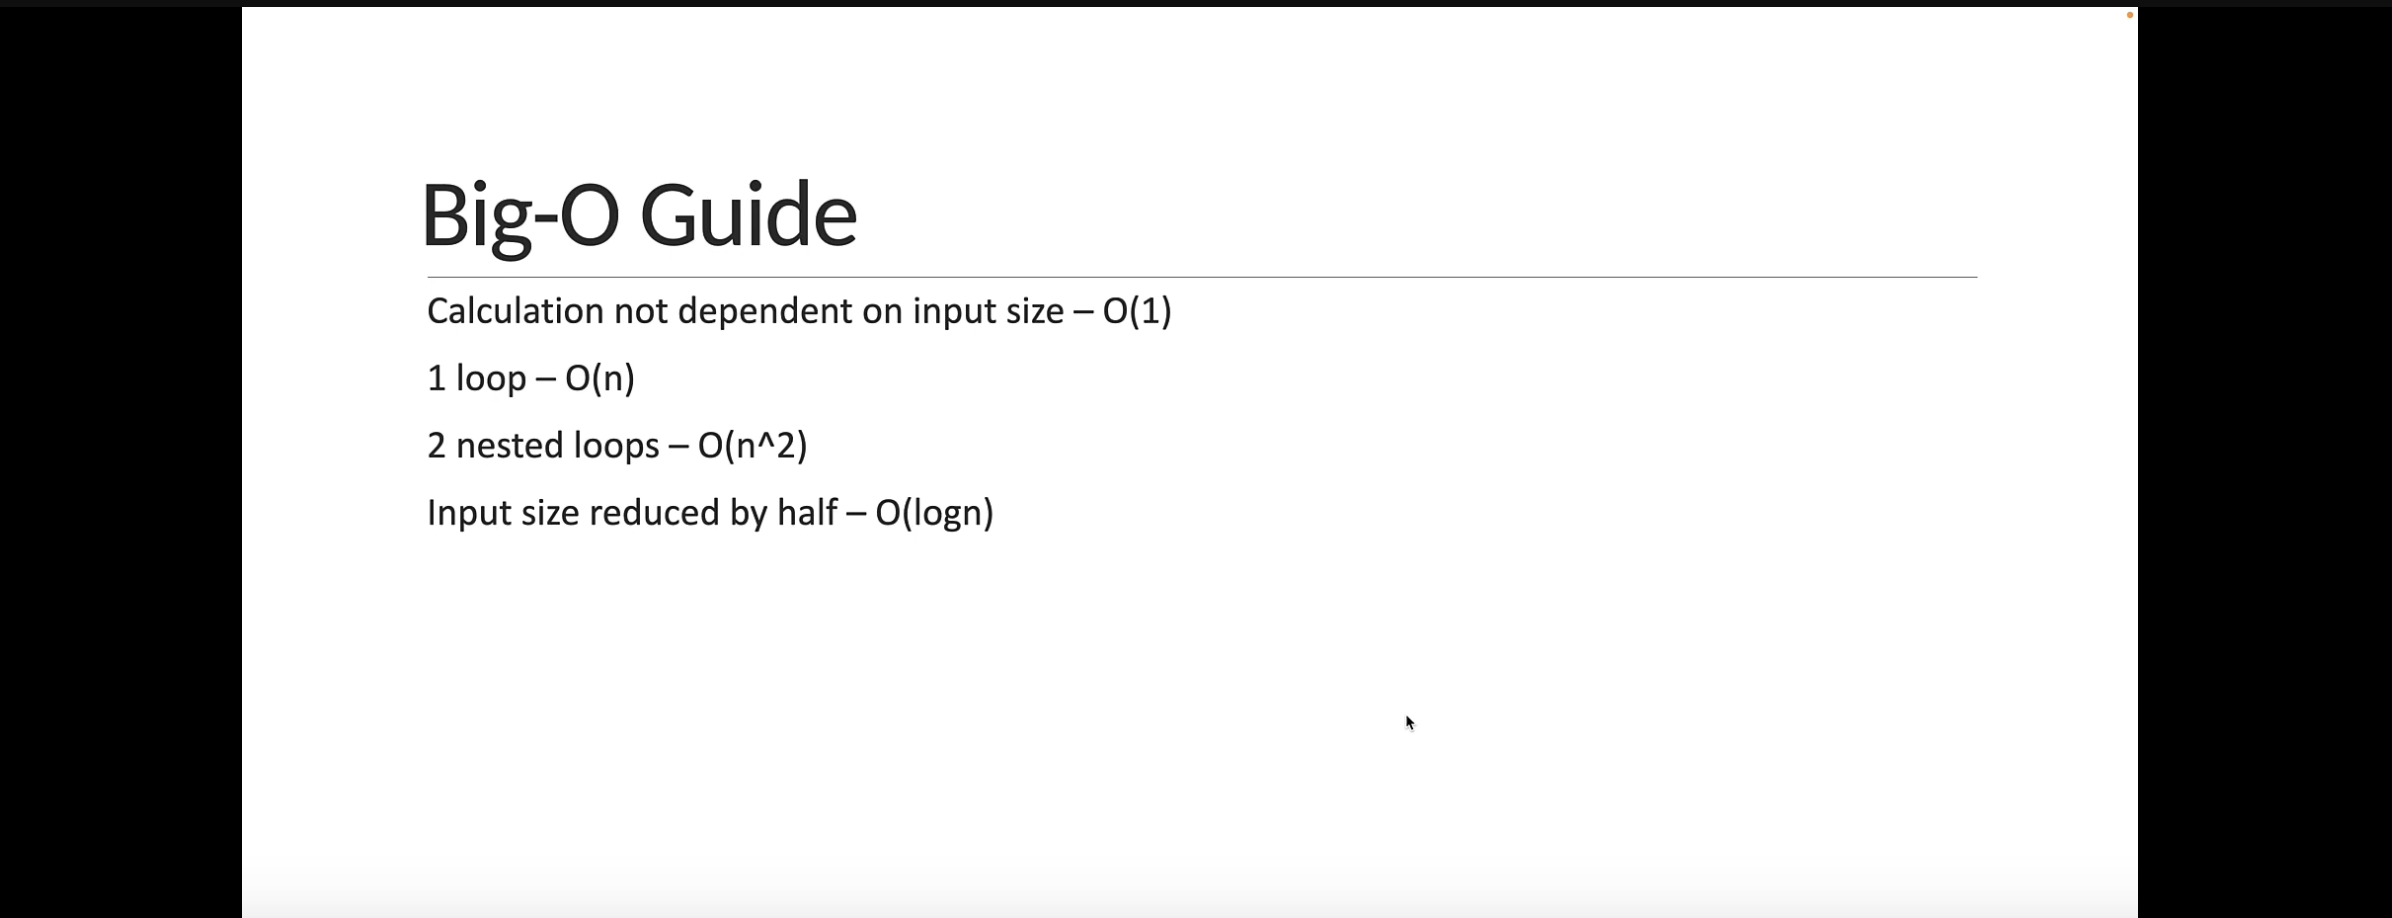 Big-O Guide
Calculation not dependent on input size – O(1)
1 loop – O(n)
2 nested loops – O(n^2)
Input size reduced by half – O(logn)